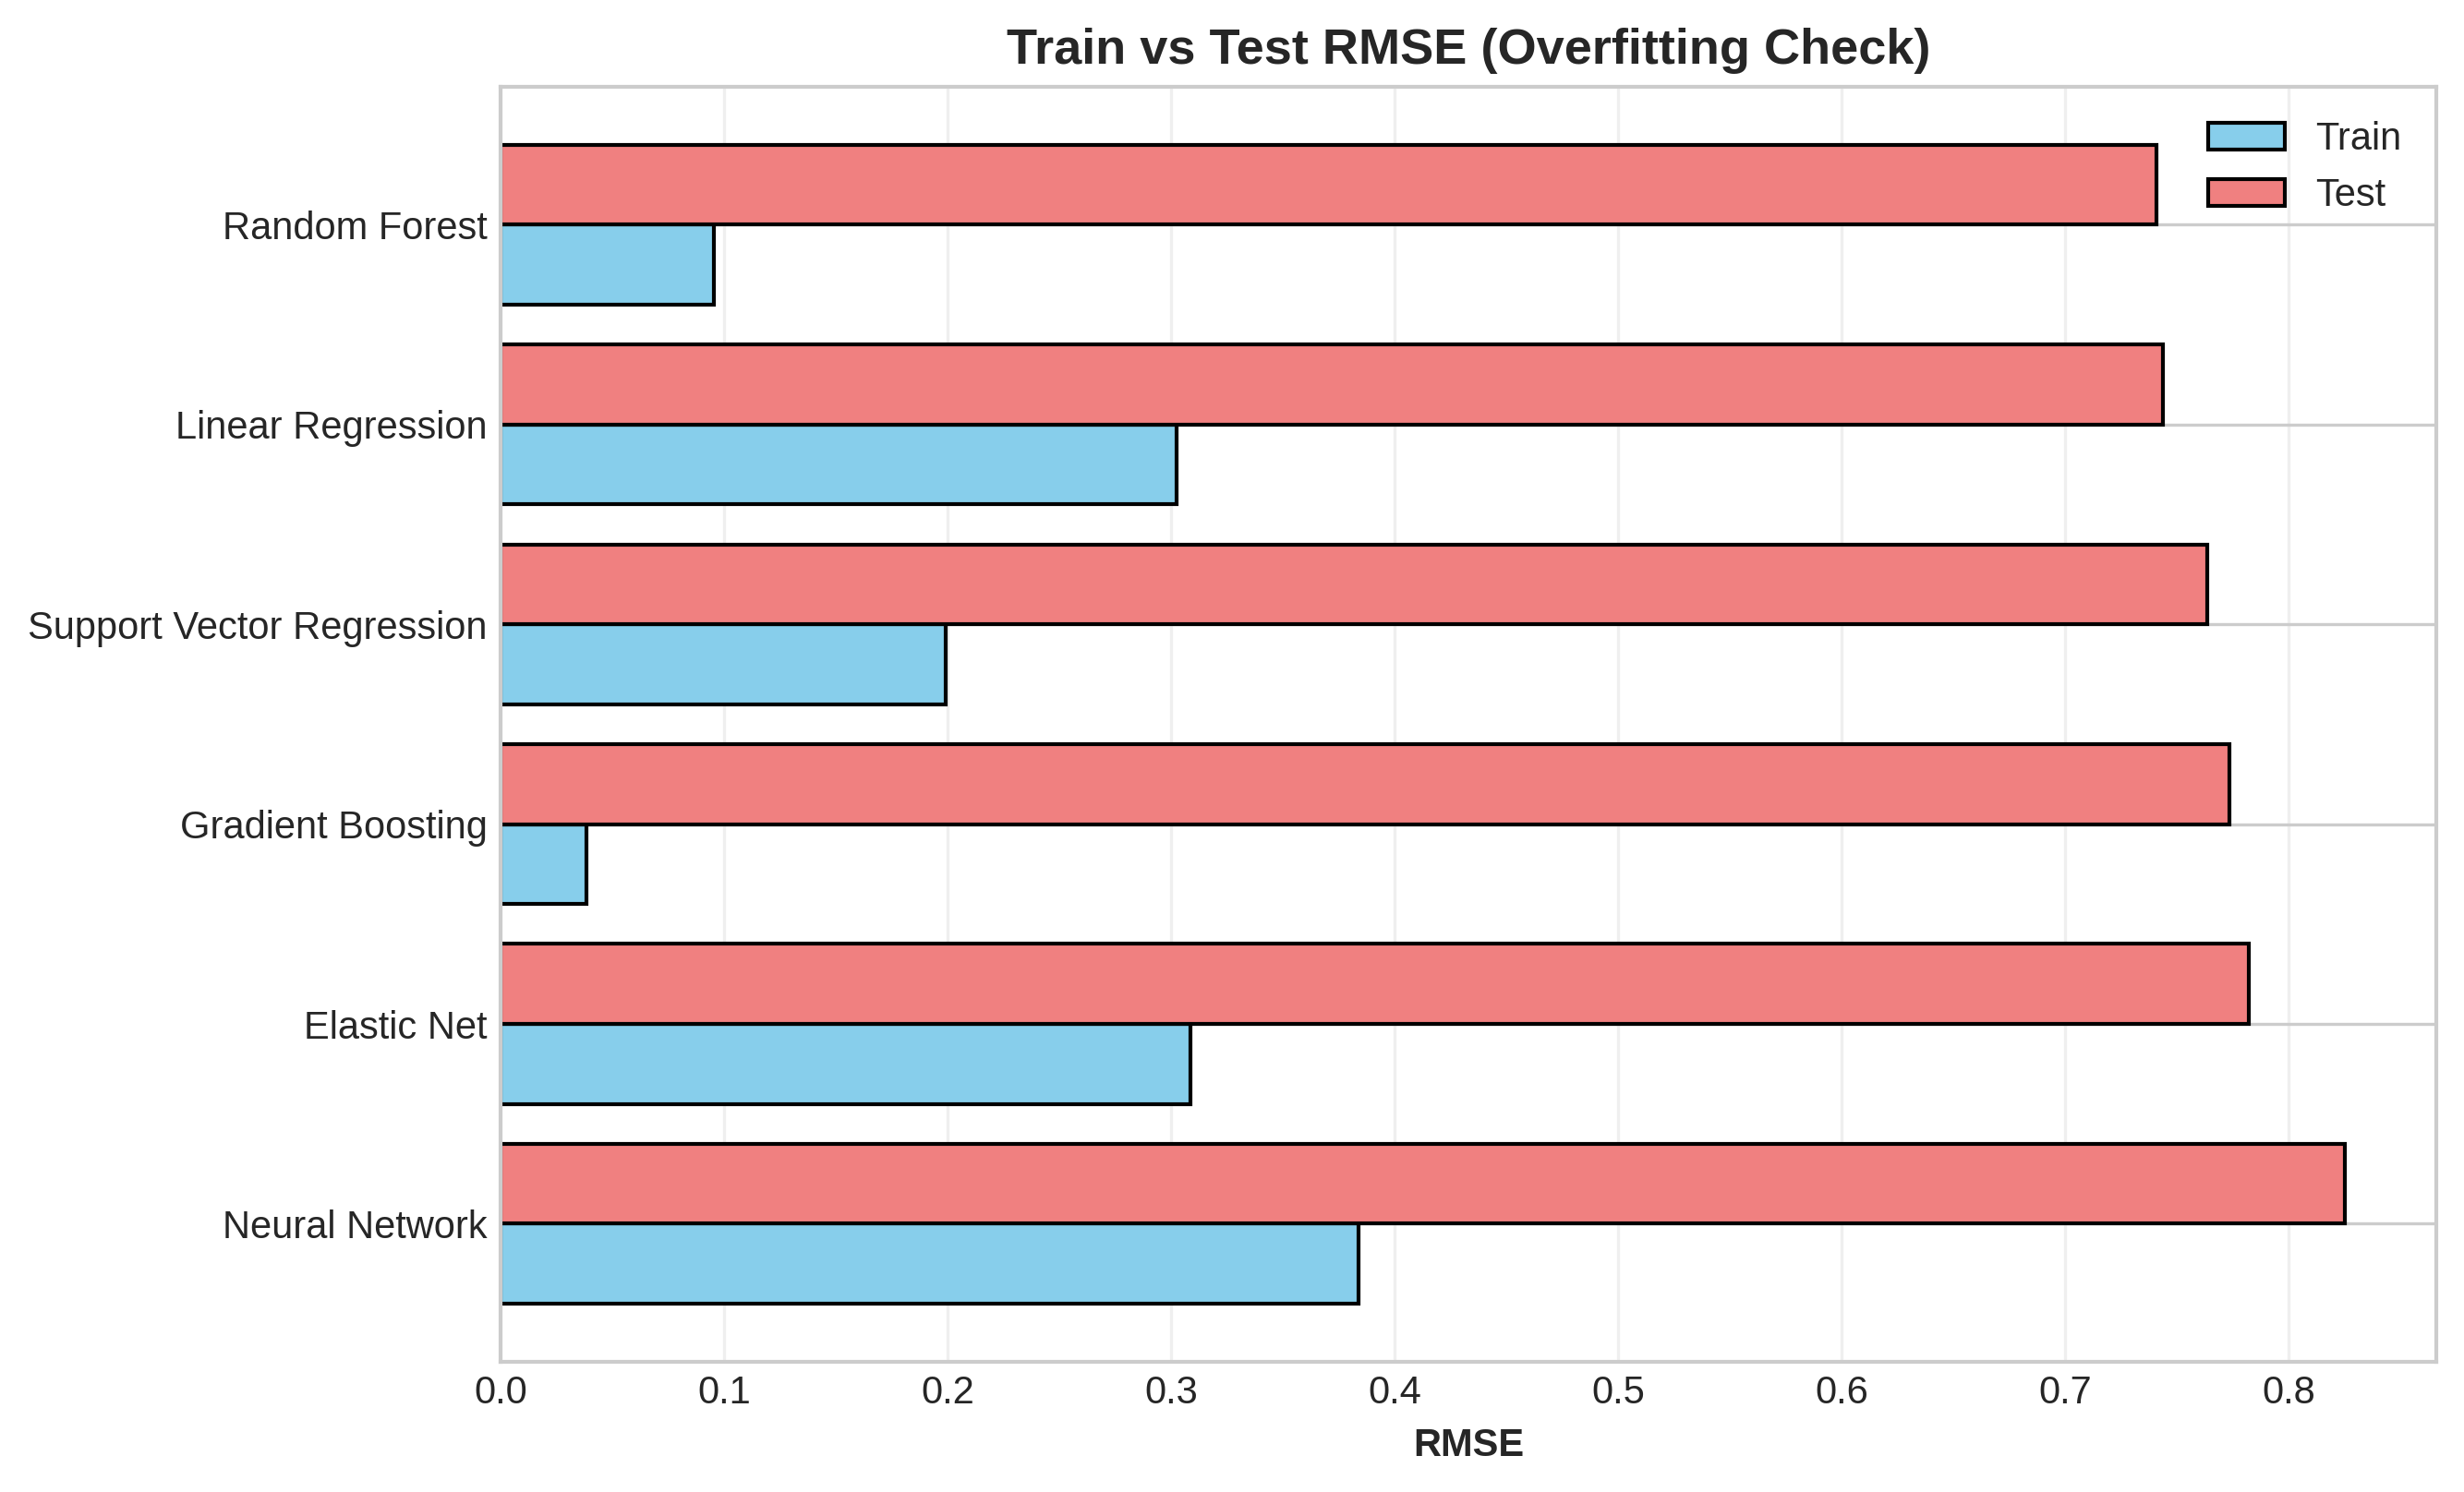 Train vs Test RMSE (Overfitting Check)
Train
Test
Random Forest
Linear Regression
Support Vector Regression
Gradient Boosting
Elastic Net
Neural Network
0.0 0.1 0.2 0.3 0.4 0.5 0.6 0.7 0.8
RMSE